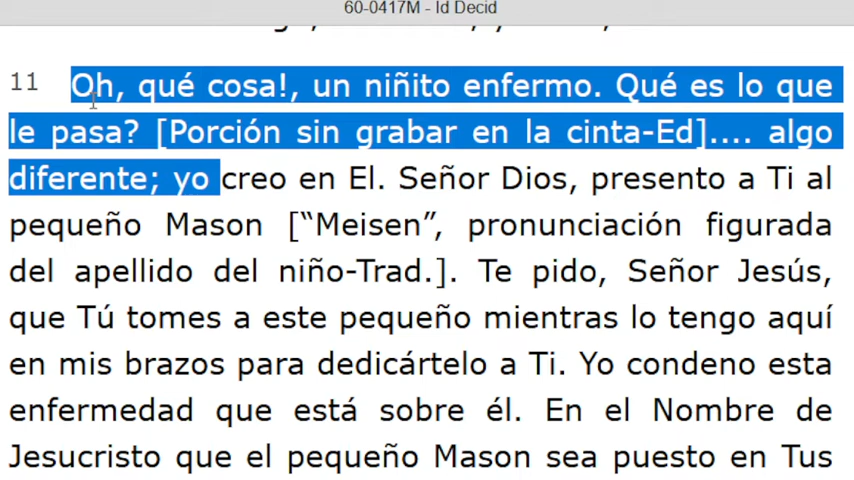 60-0417M - Id Decid
11 Oh, qué cosa!, un niñito enfermo. Qué es lo que
le pasa? [Porción sin grabar en la cinta-Ed].... algo
diferente; yo creo en El. Señor Dios, presento a Ti al
pequeño Mason [“Meisen”, pronunciación figurada
del apellido del niño-Trad.]. Te pido, Señor Jesús,
que Tú tomes a este pequeño mientras lo tengo aquí
en mis brazos para dedicártelo a Ti. Yo condeno esta
enfermedad que está sobre él. En el Nombre de
Jesucristo que el pequeño Mason sea puesto en Tus